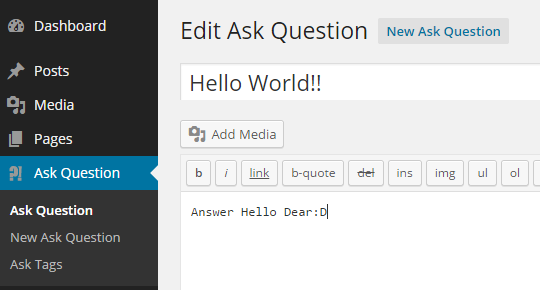 Dashboard
Posts
Media
Pages
Ask Question
Ask Question
New Ask Question
Ask Tags
Edit Ask Question New Ask Question
Hello World!!
Add Media
b i link b-quote del ins img ul ol
Answer Hello Dear:D